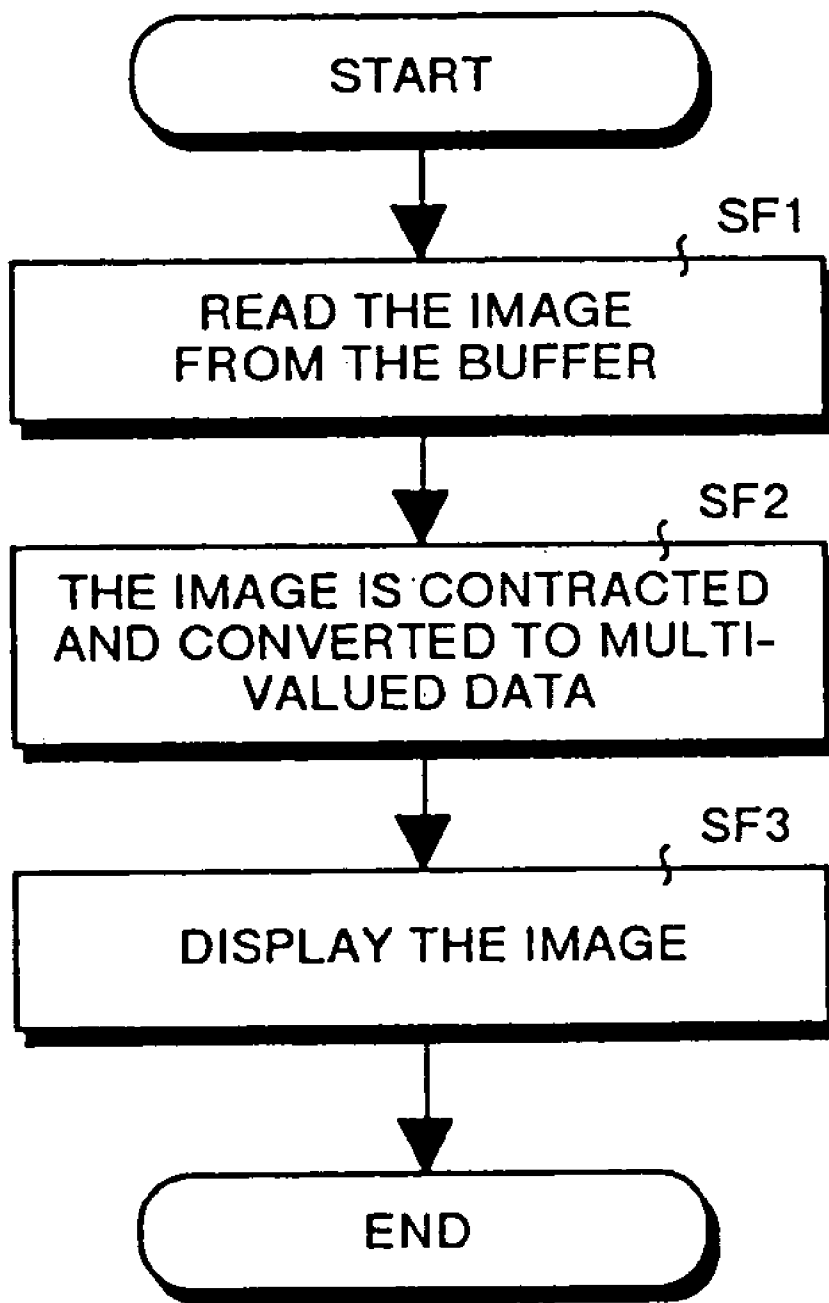 START
SF1
READ THE IMAGE
FROM THE BUFFER
SF2
THE IMAGE IS CONTRACTED
AND CONVERTED TO MULTI-
VALUED DATA
SF3
DISPLAY THE IMAGE
END